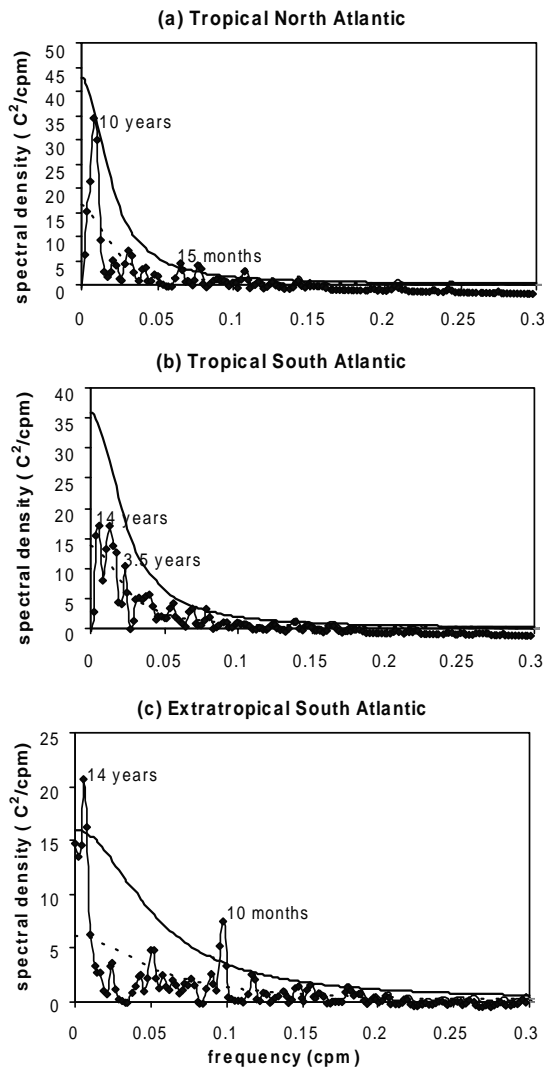 (a) Tropical North Atlantic
spectral density ( C²/cpm)
50
45
40
35
30
25
20
15
10
5
0
10 years
15 months
0 0.05 0.1 0.15 0.2 0.25 0.3
(b) Tropical South Atlantic
spectral density ( C²/cpm)
40
35
30
25
20
15
10
5
0
14 years
3.5 years
0 0.05 0.1 0.15 0.2 0.25 0.3
(c) Extratropical South Atlantic
spectral density ( C²/cpm)
25
20
15
10
5
0
14 years
10 months
0 0.05 0.1 0.15 0.2 0.25 0.3
frequency (cpm)